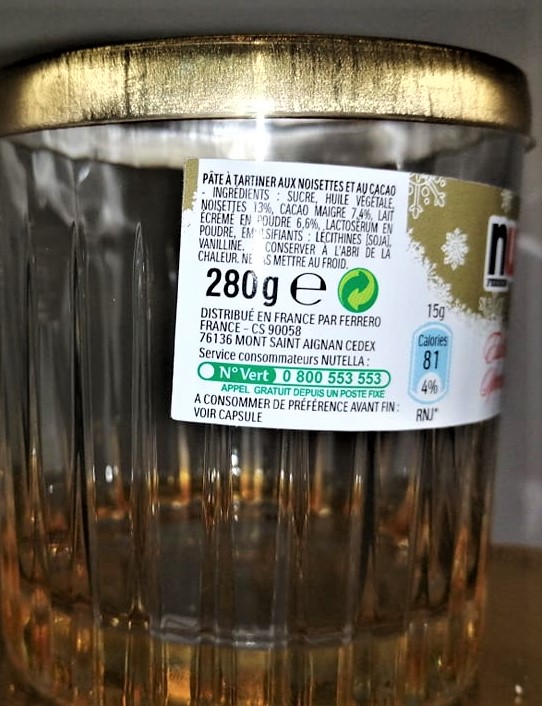 PÂTE À TARTINER AUX NOISETTES ET AU CACAO
- INGRÉDIENTS : SUCRE, HUILE VÉGÉTALE,
NOISETTES 13%, CACAO MAIGRE 7,4%, LAIT
ÉCRÉMÉ EN POUDRE 6,6%, LACTOSÉRUM EN
POUDRE, LÉCITHINES [SOJA],
VANILLINE. CONSERVER À L'ABRI DE LA
CHALEUR. METTRE AU FROID.
280g e
DISTRIBUÉ EN FRANCE PAR FERRERO
FRANCE - CS 90058
76136 MONT SAINT AIGNAN CEDEX
Service consommateurs NUTELLA :
N° Vert 0 800 553 553
APPEL GRATUIT DEPUIS UN POSTE FIXE
A CONSOMMER DE PRÉFÉRENCE AVANT FIN :
VOIR CAPSULE
15g
Calories
81
4%
RNJ*
nu